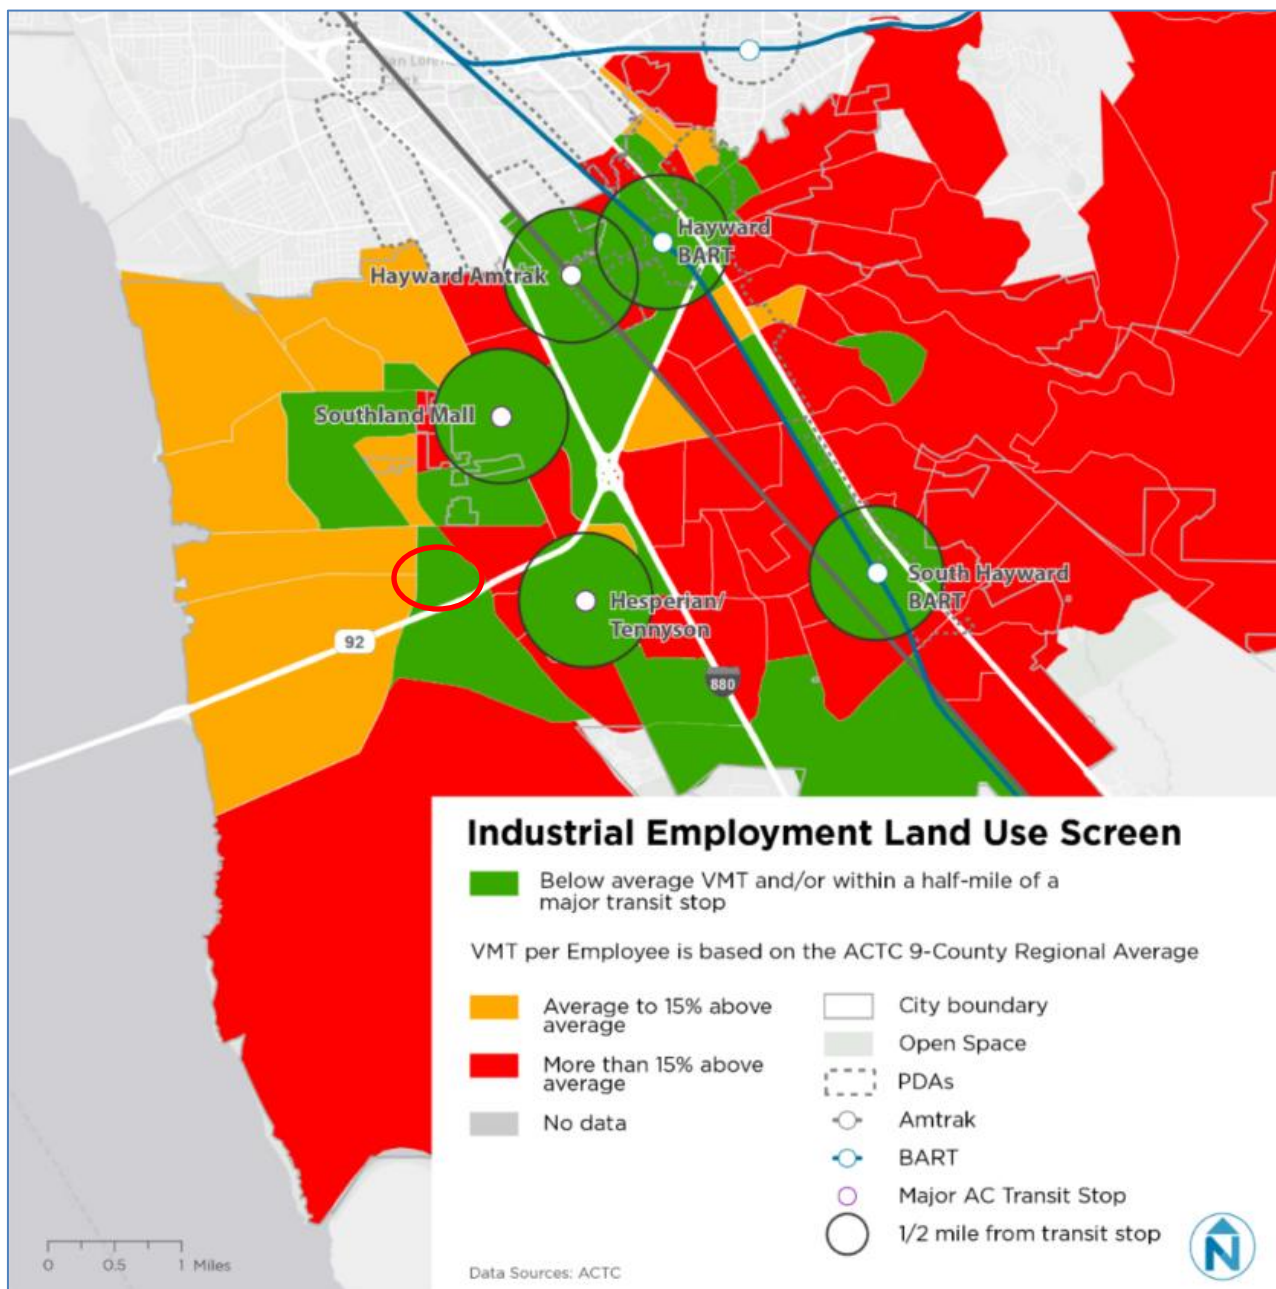 San Loren
Creek
Hayward
BART
Hayward Amtrak
Southland Mall
South Hayward
BART
Hesperian/
Tennyson
92
880
Industrial Employment Land Use Screen
Below average VMT and/or within a half-mile of a
major transit stop
VMT per Employee is based on the ACTC 9-County Regional Average
Average to 15% above
average
More than 15% above
average
No data
City boundary
Open Space
PDAs
Amtrak
BART
Major AC Transit Stop
1/2 mile from transit stop
0 0.5 1 Miles
Data Sources: ACTC
N